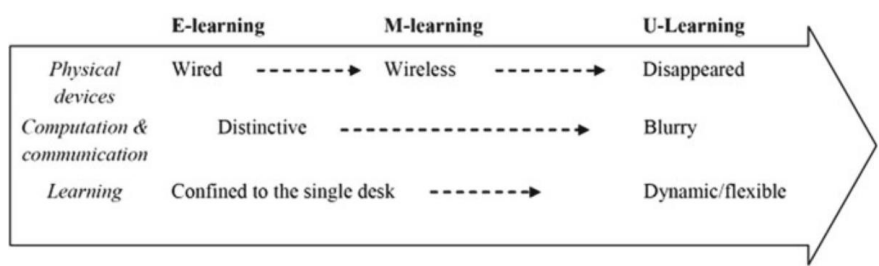 E-learning M-learning U-Learning
Physical devices Wired Wireless Disappeared
Computation & communication Distinctive Blurry
Learning Confined to the single desk Dynamic/flexible